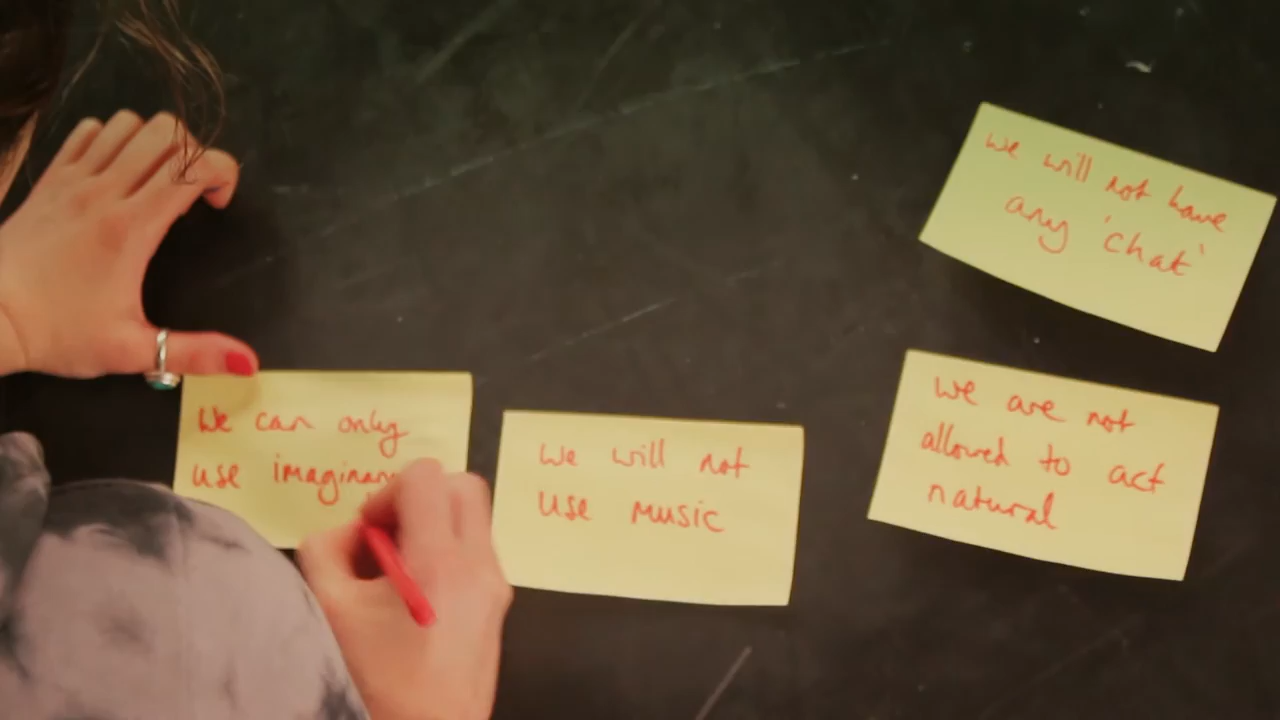 we will not have
any 'chat'
We can only
use
we will not
use music
we are not
allowed to act
natural